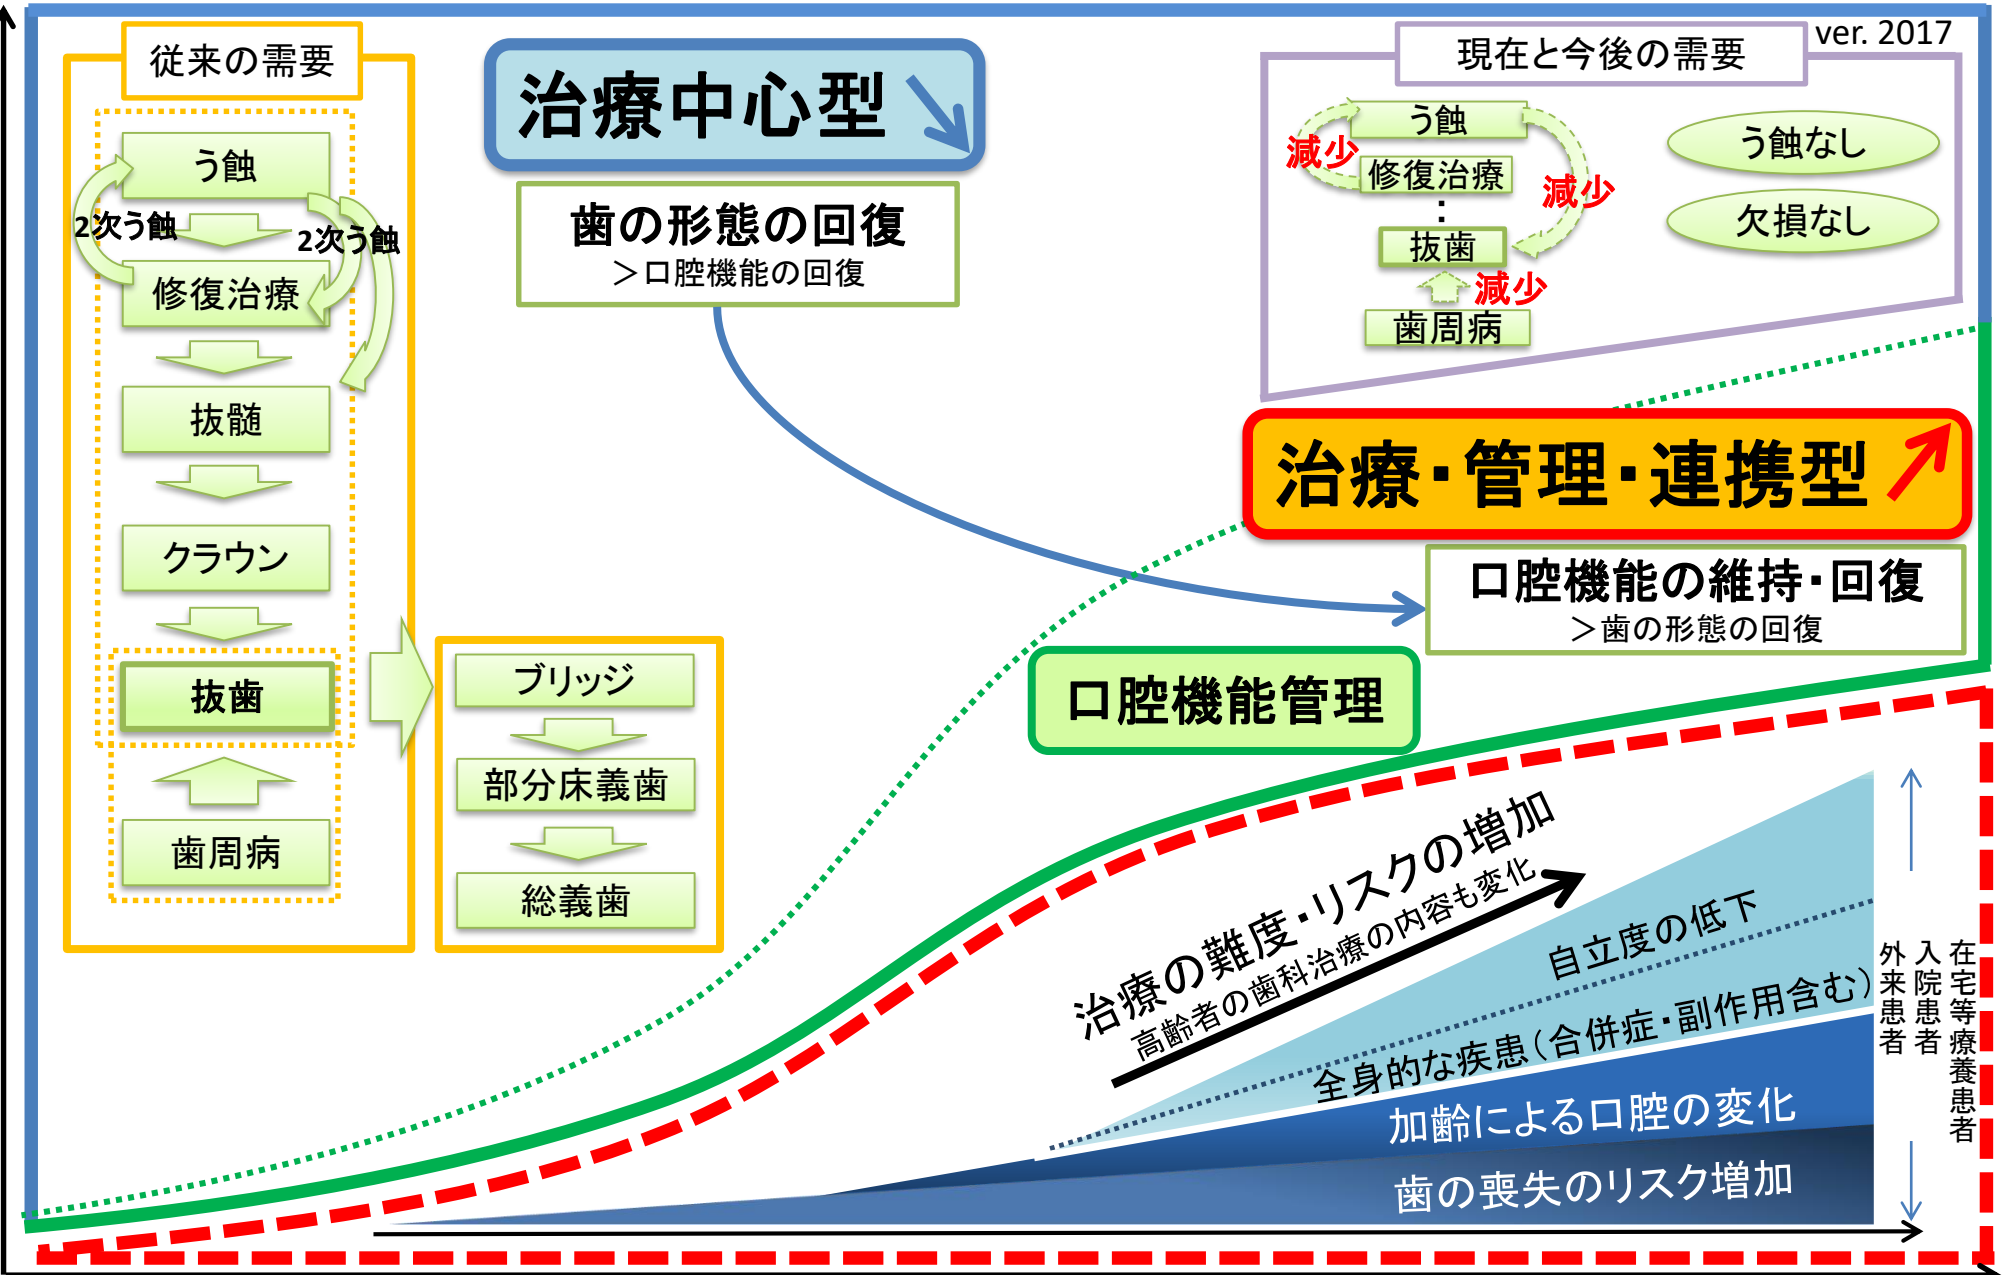 従来の需要
う蝕
2次う蝕
2次う蝕
修復治療
抜髄
クラウン
抜歯
歯周病
ブリッジ
部分床義歯
総義歯
治療中心型
歯の形態の回復
＞口腔機能の回復
ver. 2017
現在と今後の需要
う蝕
減少
修復治療
減少
：
抜歯
減少
歯周病
う蝕なし
欠損なし
治療・管理・連携型
口腔機能の維持・回復
＞歯の形態の回復
口腔機能管理
治療の難度・リスクの増加
高齢者の歯科治療の内容も変化
自立度の低下
全身的な疾患（合併症・副作用含む）
加齢による口腔の変化
歯の喪失のリスク増加
在宅等療養患者
入院患者
外来患者